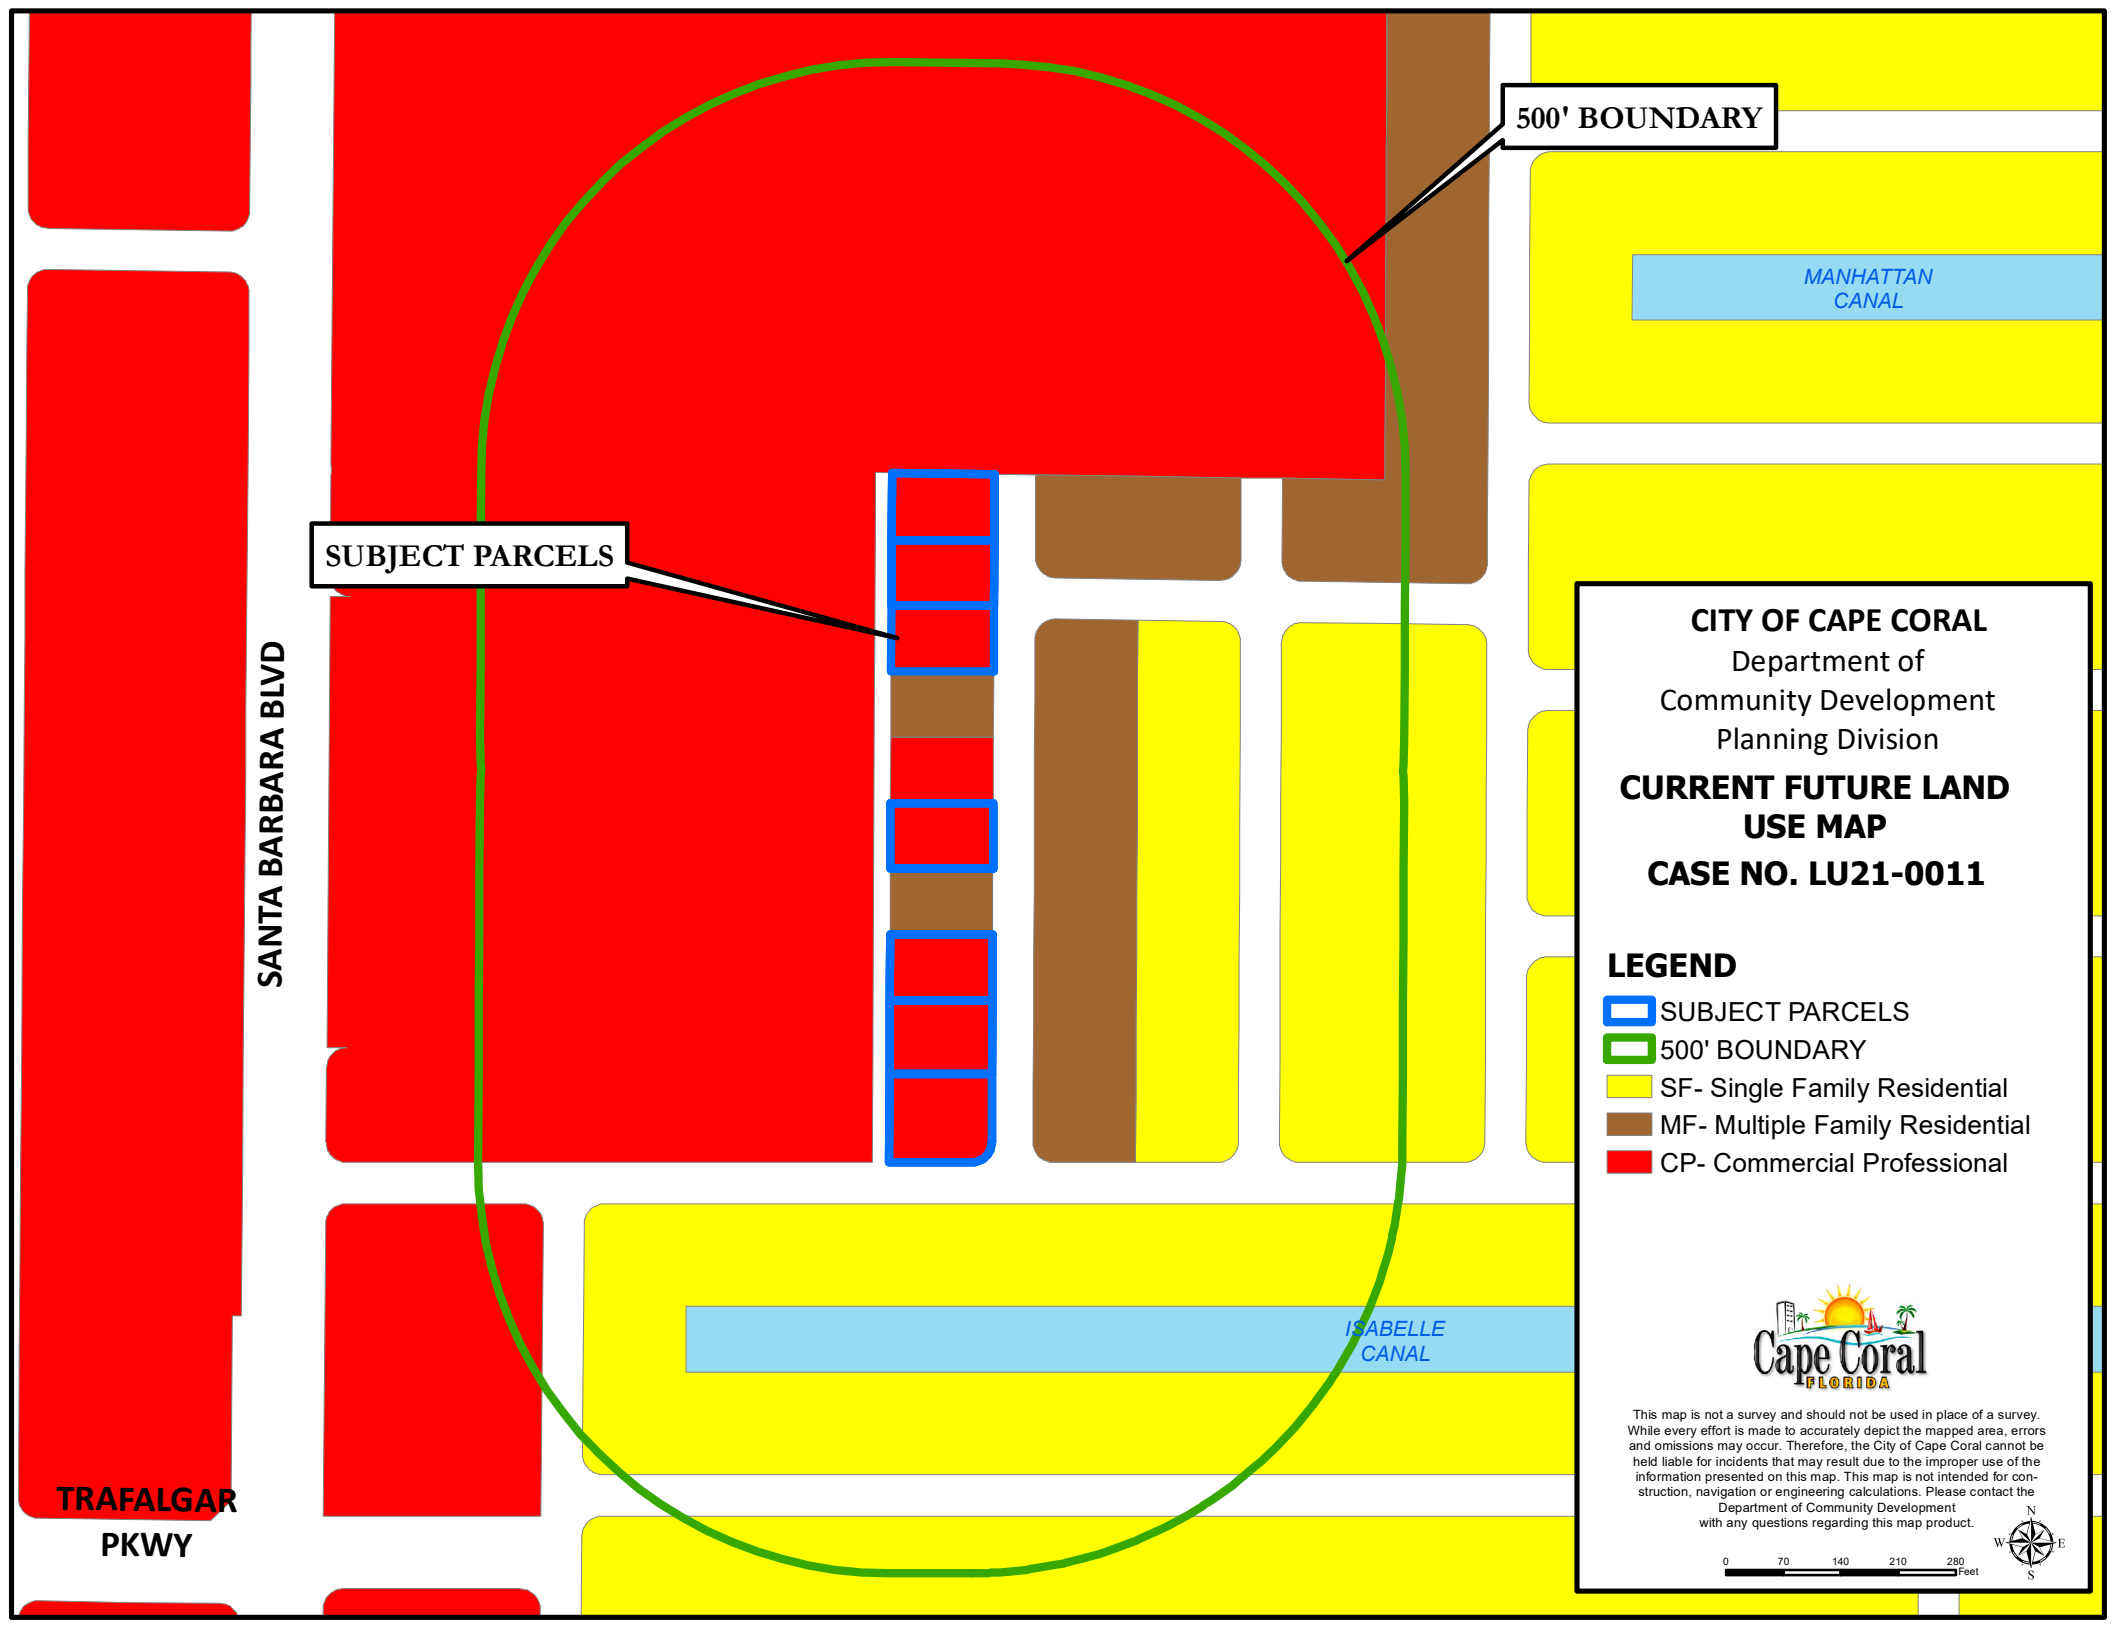 500' BOUNDARY
MANHATTAN
CANAL
SUBJECT PARCELS
SANTA BARBARA BLVD
ISABELLE
CANAL
TRAFALGAR
PKWY
CITY OF CAPE CORAL
Department of
Community Development
Planning Division
CURRENT FUTURE LAND
USE MAP
CASE NO. LU21-0011
LEGEND
SUBJECT PARCELS
500' BOUNDARY
SF- Single Family Residential
MF- Multiple Family Residential
CP- Commercial Professional
Cape Coral
FLORIDA
This map is not a survey and should not be used in place of a survey.
While every effort is made to accurately depict the mapped area, errors
and omissions may occur. Therefore, the City of Cape Coral cannot be
held liable for incidents that may result due to the improper use of the
information presented on this map. This map is not intended for con-
struction, navigation or engineering calculations. Please contact the
Department of Community Development
with any questions regarding this map product.
N
W E
S
0 70 140 210 280
Feet